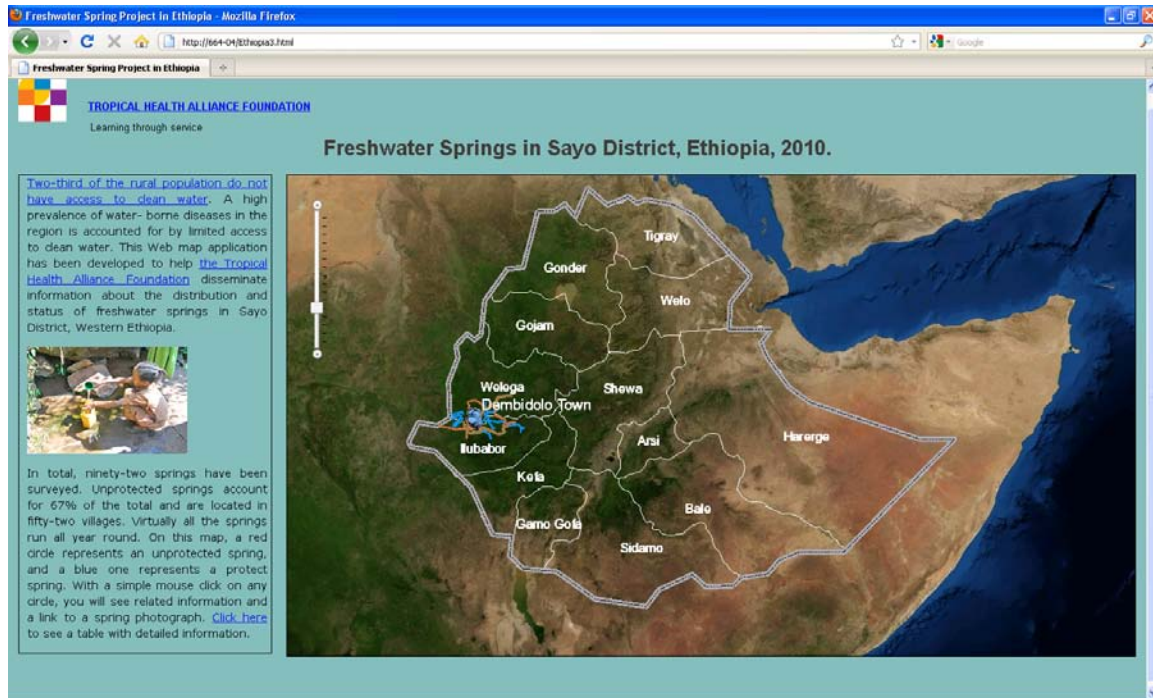 Freshwater Spring Project in Ethiopia - Mozilla Firefox
http://664-04/Ethiopia3.html
Google
Freshwater Spring Project in Ethiopia
TROPICAL HEALTH ALLIANCE FOUNDATION
Learning through service
Freshwater Springs in Sayo District, Ethiopia, 2010.
Two-third of the rural population do not
have access to clean water. A high
prevalence of water- borne diseases in the
region is accounted for by limited access
to clean water. This Web map application
has been developed to help the Tropical
Health Alliance Foundation disseminate
information about the distribution and
status of freshwater springs in Sayo
District, Western Ethiopia.
In total, ninety-two springs have been
surveyed. Unprotected springs account
for 67% of the total and are located in
fifty-two villages. Virtually all the springs
run all year round. On this map, a red
circle represents an unprotected spring,
and a blue one represents a protect
spring. With a simple mouse click on any
circle, you will see related information and
a link to a spring photograph. Click here
to see a table with detailed information.
Tigray
Gonder
Welo
Gojam
Welega
Shewa
Dembidolo Town
Harerge
Arsi
Ilubabor
Kefa
Bale
Gamo Gofa
Sidamo